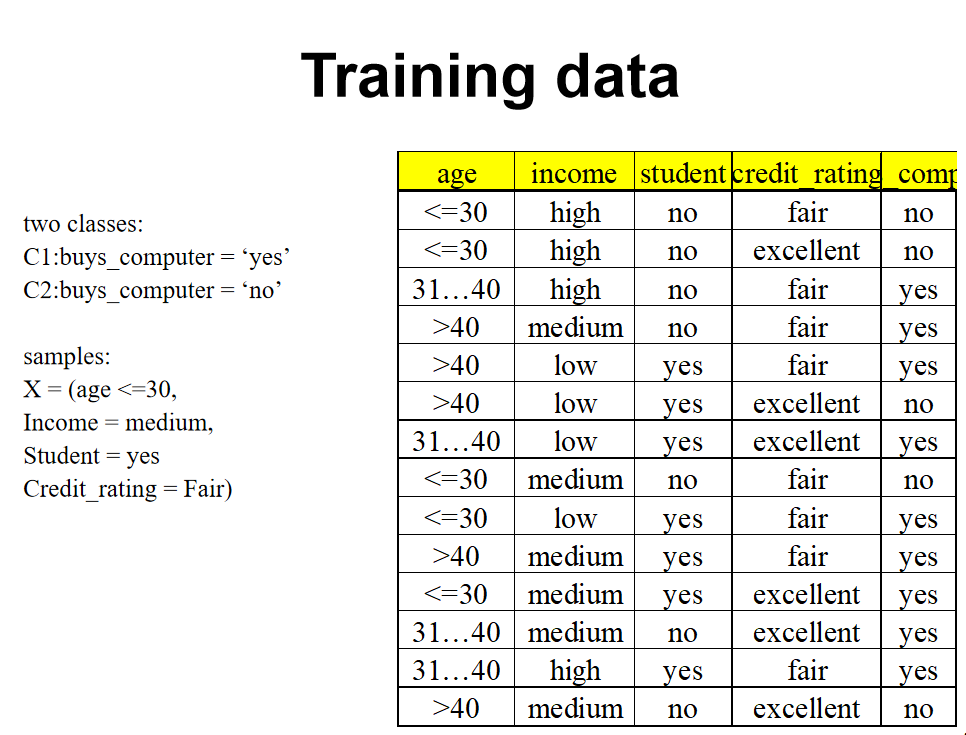 Training data
two classes:
C1:buys_computer = ‘yes’
C2:buys_computer = ‘no’
samples:
X = (age <=30,
Income = medium,
Student = yes
Credit_rating = Fair)
age income student credit_rating _comp
<=30 high no fair no
<=30 high no excellent no
31…40 high no fair yes
>40 medium no fair yes
>40 low yes fair yes
>40 low yes excellent no
31…40 low yes excellent yes
<=30 medium no fair no
<=30 low yes fair yes
>40 medium yes fair yes
<=30 medium yes excellent yes
31…40 medium no excellent yes
31…40 high yes fair yes
>40 medium no excellent no